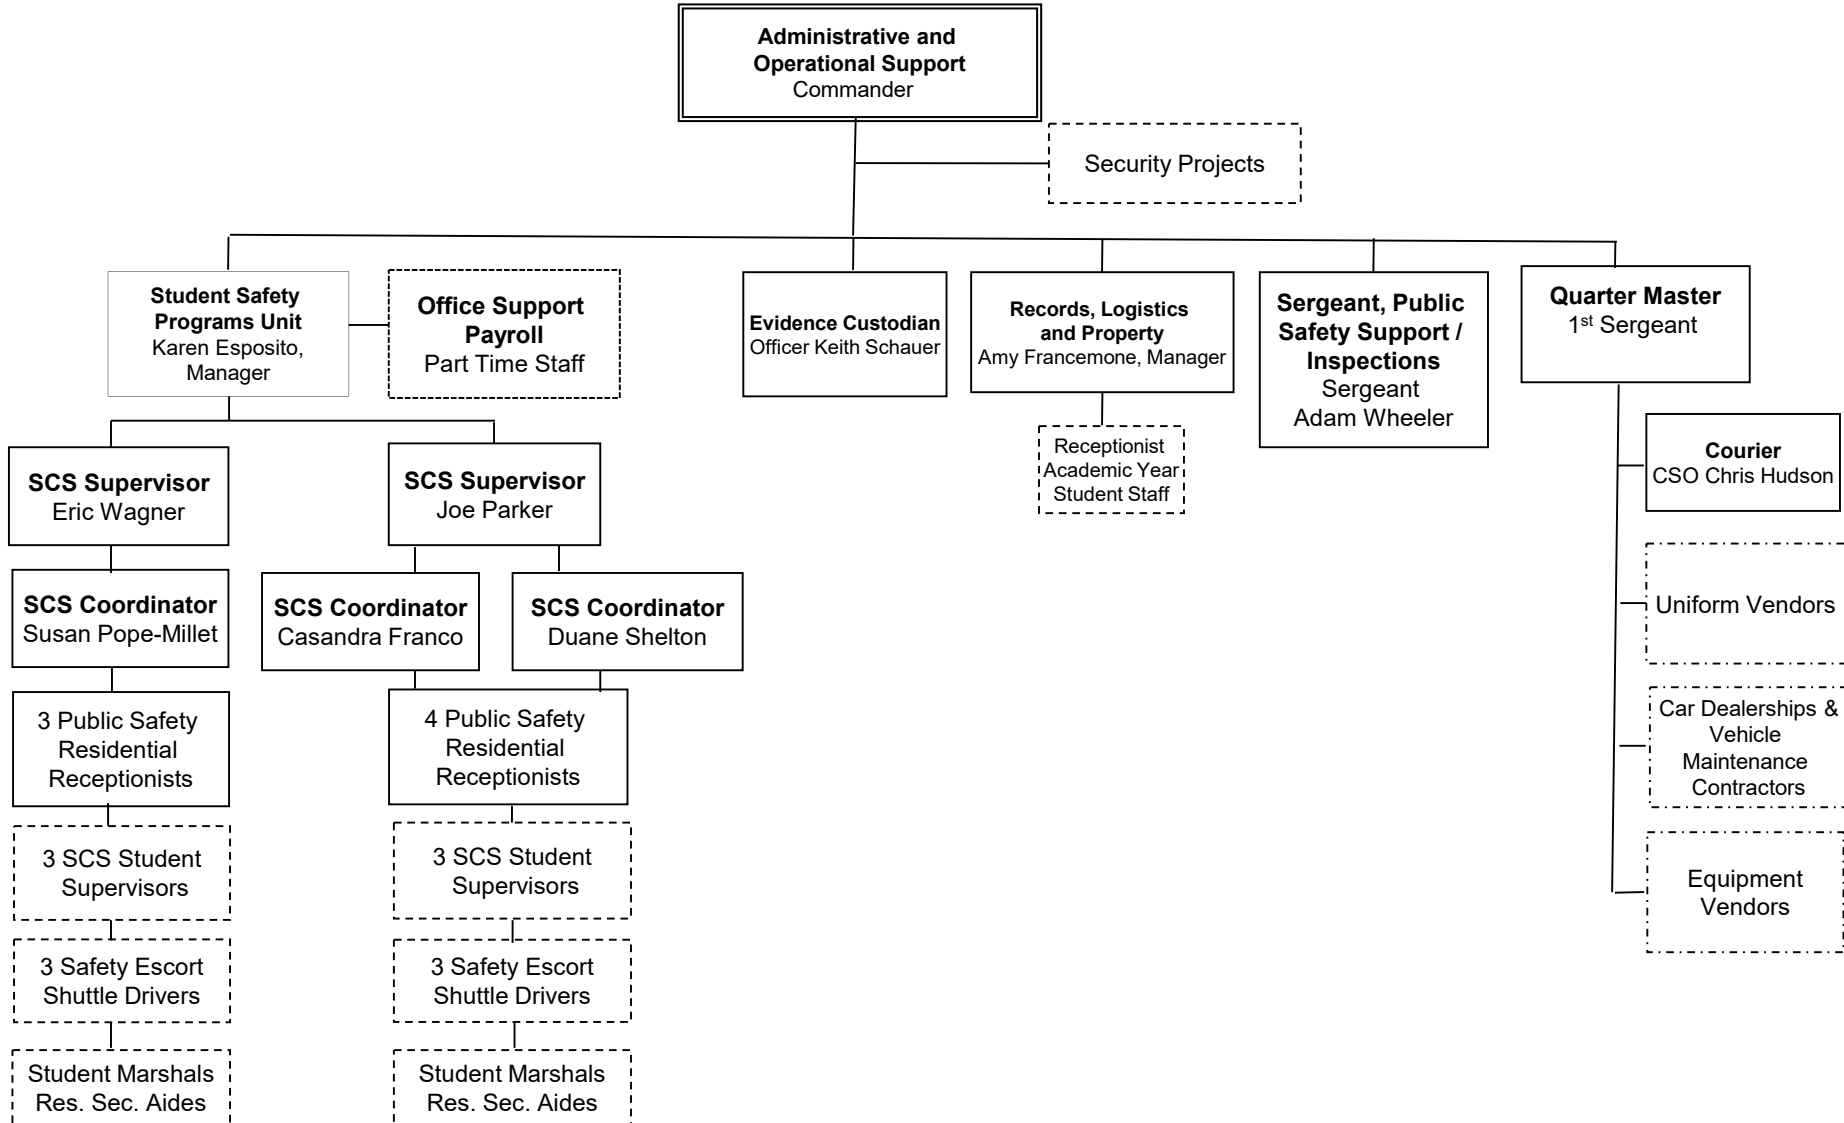 Administrative and
Operational Support
Commander
Security Projects
Student Safety
Programs Unit
Karen Esposito,
Manager
Office Support
Payroll
Part Time Staff
Evidence Custodian
Officer Keith Schauer
Records, Logistics
and Property
Amy Francemone, Manager
Sergeant, Public
Safety Support /
Inspections
Sergeant
Adam Wheeler
Quarter Master
1st Sergeant
Receptionist
Academic Year
Student Staff
Courier
CSO Chris Hudson
SCS Supervisor
Eric Wagner
SCS Supervisor
Joe Parker
SCS Coordinator
Susan Pope-Millet
SCS Coordinator
Casandra Franco
SCS Coordinator
Duane Shelton
Uniform Vendors
3 Public Safety
Residential
Receptionists
4 Public Safety
Residential
Receptionists
Car Dealerships &
Vehicle
Maintenance
Contractors
3 SCS Student
Supervisors
3 SCS Student
Supervisors
Equipment
Vendors
3 Safety Escort
Shuttle Drivers
3 Safety Escort
Shuttle Drivers
Student Marshals
Res. Sec. Aides
Student Marshals
Res. Sec. Aides